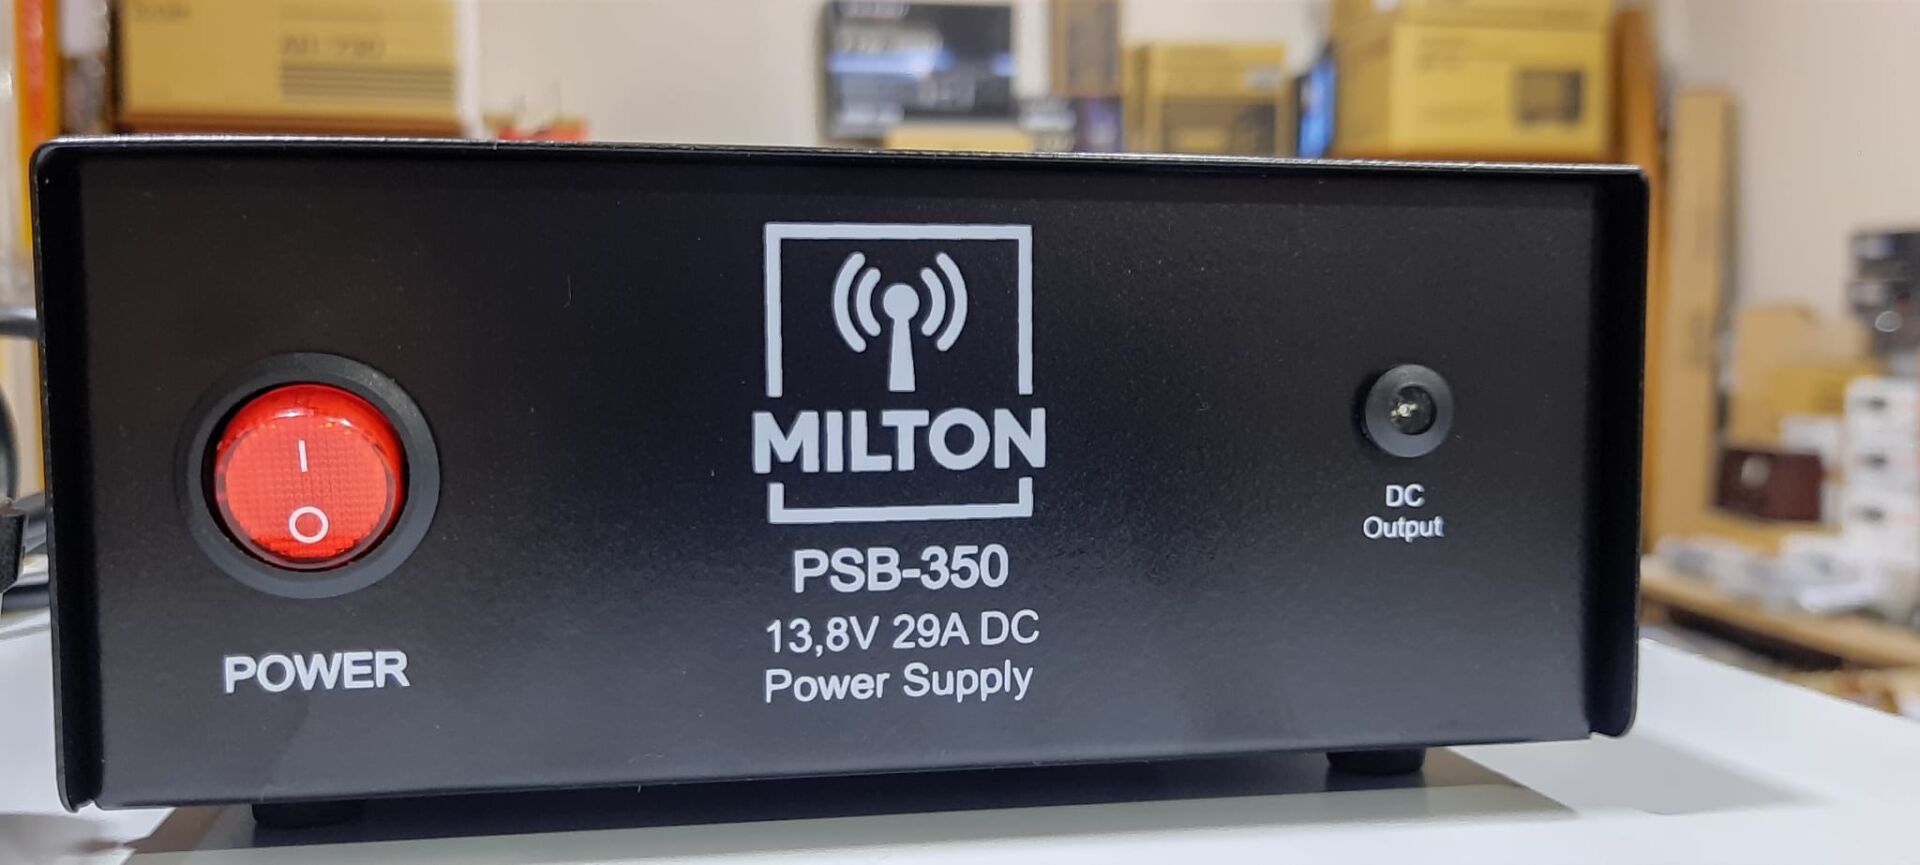 MILTON
PSB-350
13,8V 29A DC
Power Supply
I
O
POWER
DC
Output